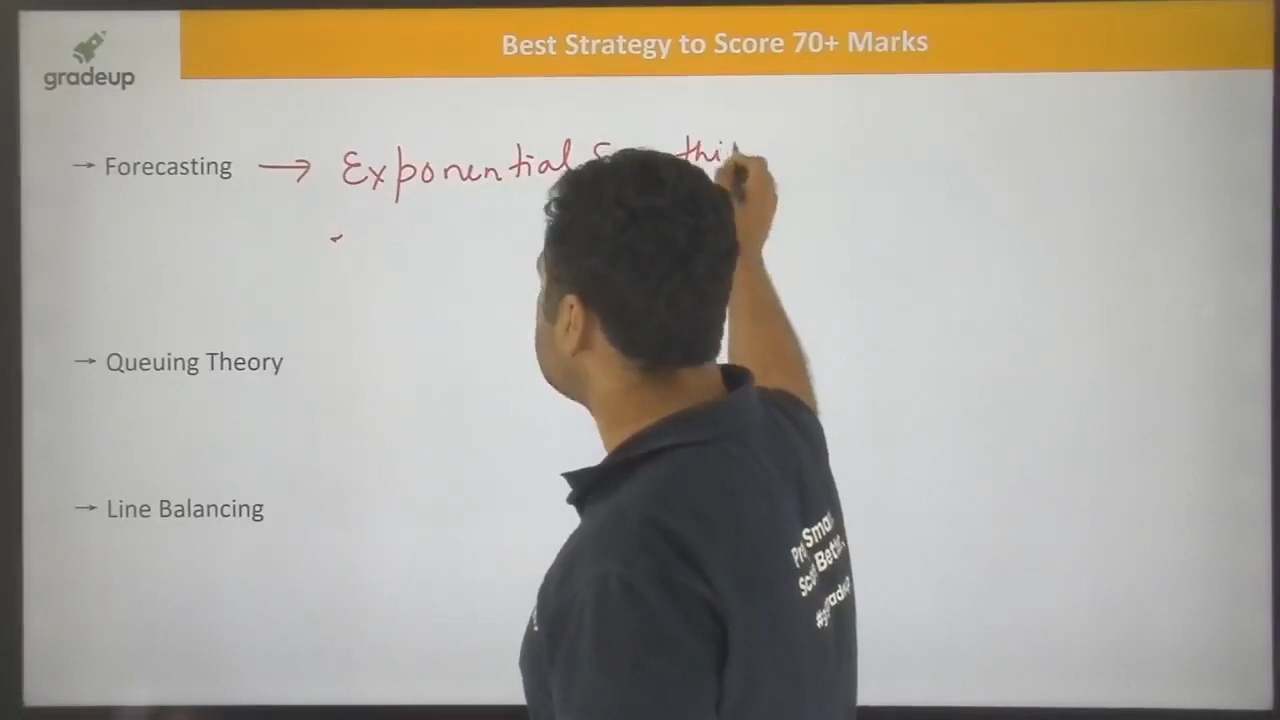 Best Strategy to Score 70+ Marks
gradeup
→ Forecasting → Exponential
→ Queuing Theory
→ Line Balancing